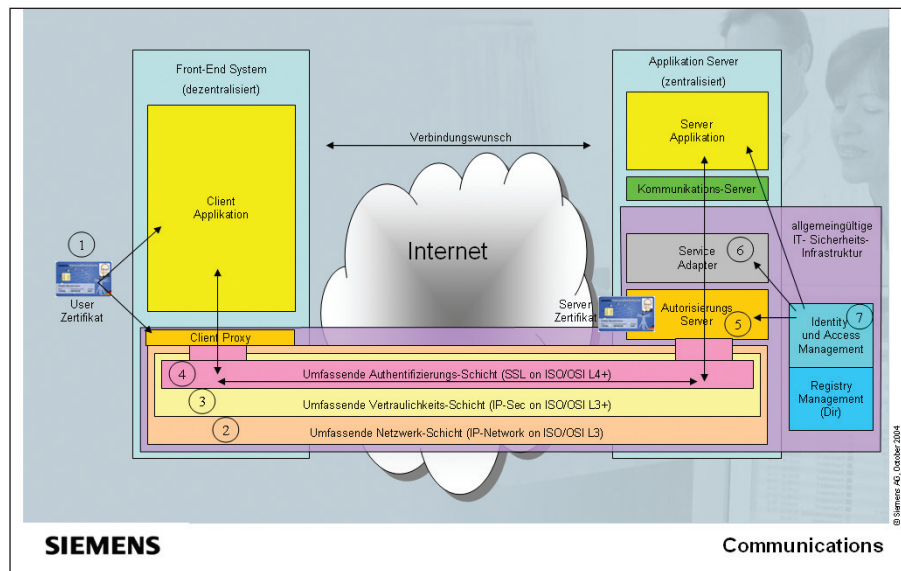 Front-End System
(dezentralisiert)
Applikation Server
(zentralisiert)
Verbindungswunsch
Server
Applikation
Kommunikations-Server
Client
Applikation
Internet
allgemeingültige
IT- Sicherheits-
Infrastruktur
1
User
Zertifikat
Service
Adapter
6
Server
Zertifikat
Autorisierungs
Server
5
7
Identity
und Access
Management
Client Proxy
4
Umfassende Authentifizierungs-Schicht (SSL on ISO/OSI L4+)
3
Umfassende Vertraulichkeits-Schicht (IP-Sec on ISO/OSI L3+)
2
Umfassende Netzwerk-Schicht (IP-Network on ISO/OSI L3)
Registry
Management
(Dir)
© Siemens AG, October 2004
SIEMENS
Communications